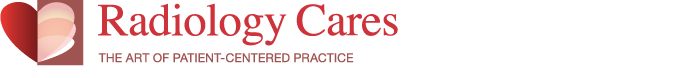 Radiology Cares
THE ART OF PATIENT-CENTERED PRACTICE